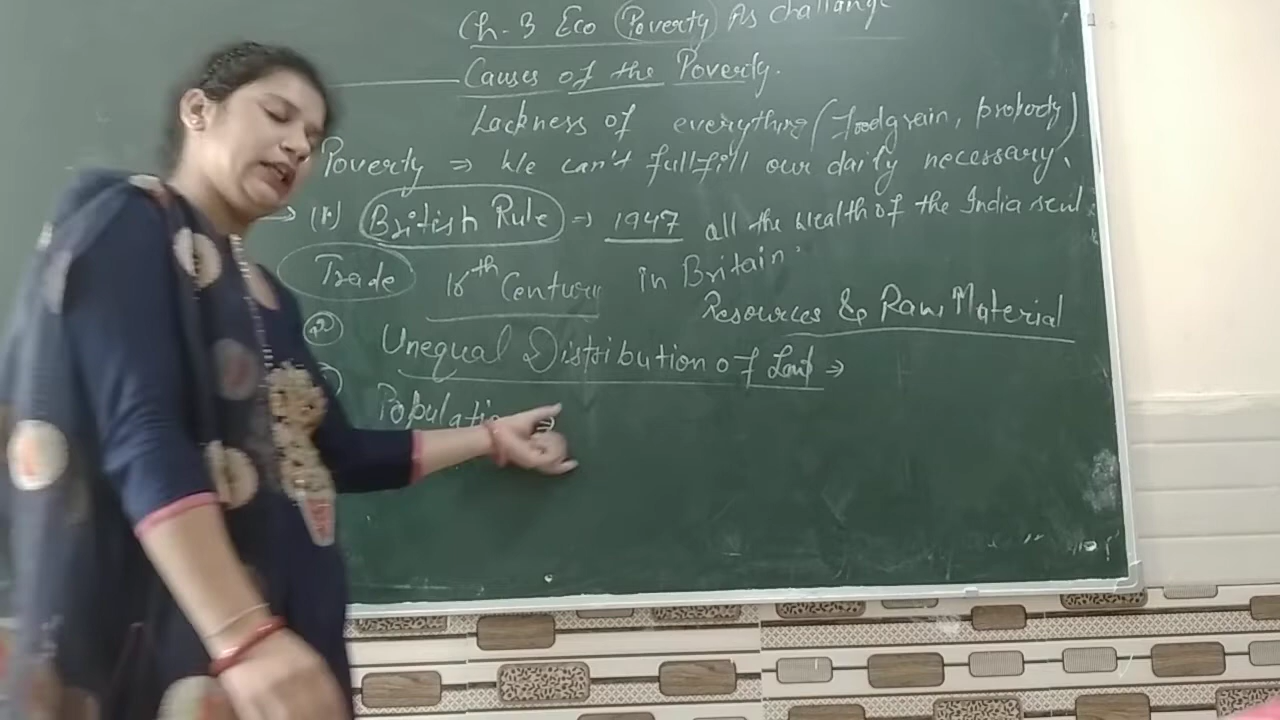 Ch-3 Eco Poverty As challange
Causes of the Poverty.
Lackness of everything (foodgrain, property)
Poverty ⇒ We can't fullfill our daily necessary.
→ (1) British Rule ⇒ 1947 all the wealth of the India sent
Trade 18th Century in Britain
Resources & Raw Material
② Unequal Distribution of Land →
Populatio